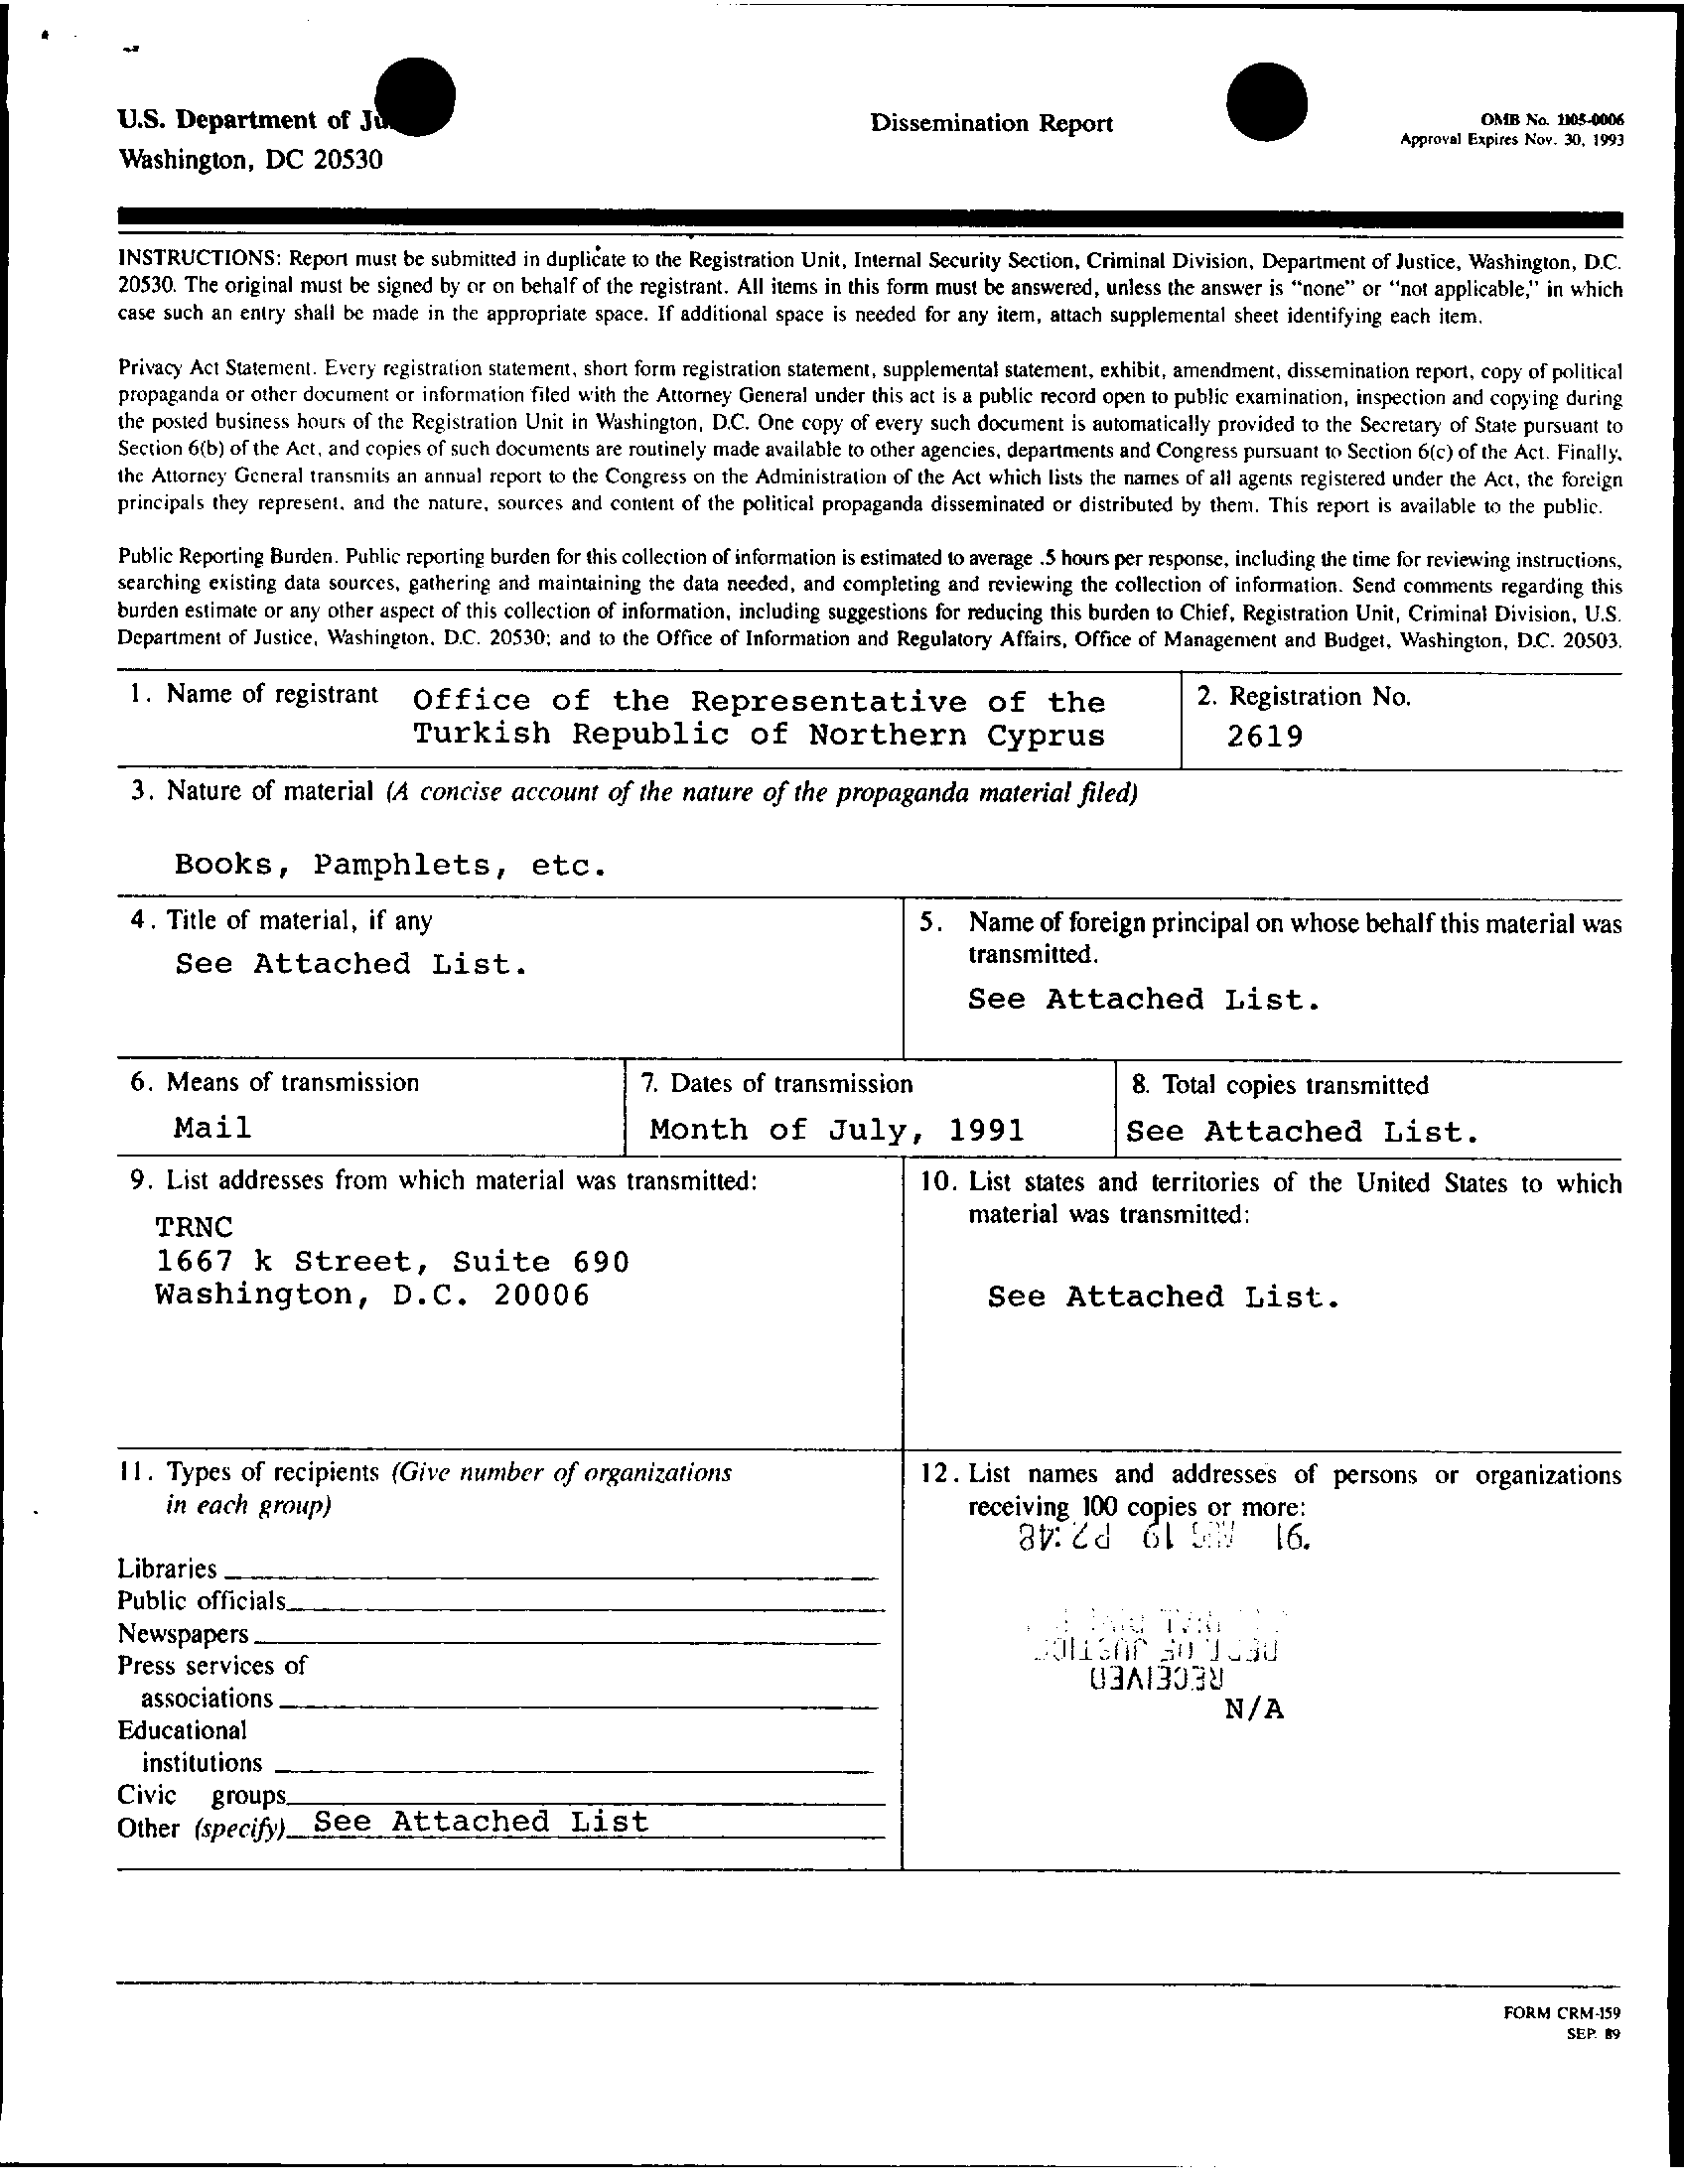 U.S. Department of Ju
Washington, DC 20530
Dissemination Report
OMB No. 1105-0006
Approval Expires Nov. 30, 1993
INSTRUCTIONS: Report must be submitted in duplicate to the Registration Unit, Internal Security Section, Criminal Division, Department of Justice, Washington, D.C.
20530. The original must be signed by or on behalf of the registrant. All items in this form must be answered, unless the answer is "none" or "not applicable," in which
case such an entry shall be made in the appropriate space. If additional space is needed for any item, attach supplemental sheet identifying each item.
Privacy Act Statement. Every registration statement, short form registration statement, supplemental statement, exhibit, amendment, dissemination report, copy of political
propaganda or other document or information filed with the Attorney General under this act is a public record open to public examination, inspection and copying during
the posted business hours of the Registration Unit in Washington, D.C. One copy of every such document is automatically provided to the Secretary of State pursuant to
Section 6(b) of the Act, and copies of such documents are routinely made available to other agencies, departments and Congress pursuant to Section 6(c) of the Act. Finally,
the Attorney General transmits an annual report to the Congress on the Administration of the Act which lists the names of all agents registered under the Act, the foreign
principals they represent, and the nature, sources and content of the political propaganda disseminated or distributed by them. This report is available to the public.
Public Reporting Burden. Public reporting burden for this collection of information is estimated to average .5 hours per response, including the time for reviewing instructions,
searching existing data sources, gathering and maintaining the data needed, and completing and reviewing the collection of information. Send comments regarding this
burden estimate or any other aspect of this collection of information, including suggestions for reducing this burden to Chief, Registration Unit, Criminal Division, U.S.
Department of Justice, Washington, D.C. 20530; and to the Office of Information and Regulatory Affairs, Office of Management and Budget, Washington, D.C. 20503.
1. Name of registrant Office of the Representative of the
Turkish Republic of Northern Cyprus
2. Registration No.
2619
3. Nature of material (A concise account of the nature of the propaganda material filed)
Books, Pamphlets, etc.
4. Title of material, if any
See Attached List.
5. Name of foreign principal on whose behalf this material was
transmitted.
See Attached List.
6. Means of transmission
Mail
7. Dates of transmission
Month of July, 1991
8. Total copies transmitted
See Attached List.
9. List addresses from which material was transmitted:
TRNC
1667 k Street, Suite 690
Washington, D.C. 20006
10. List states and territories of the United States to which
material was transmitted:
See Attached List.
11. Types of recipients (Give number of organizations
in each group)
Libraries
Public officials
Newspapers
Press services of
associations
Educational
institutions
Civic groups
Other (specify) See Attached List
12. List names and addresses of persons or organizations
receiving 100 copies or more:
'91 19 P2:48
DEPT OF JUSTICE
RECEIVED
N/A
FORM CRM-159
SEP. 89